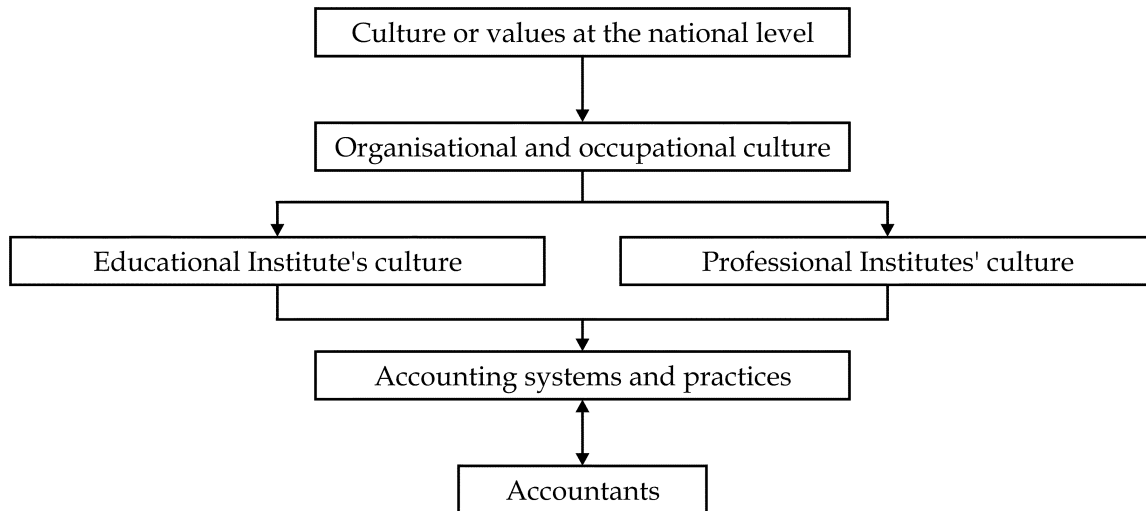 Culture or values at the national level
Organisational and occupational culture
Educational Institute's culture
Professional Institutes' culture
Accounting systems and practices
Accountants